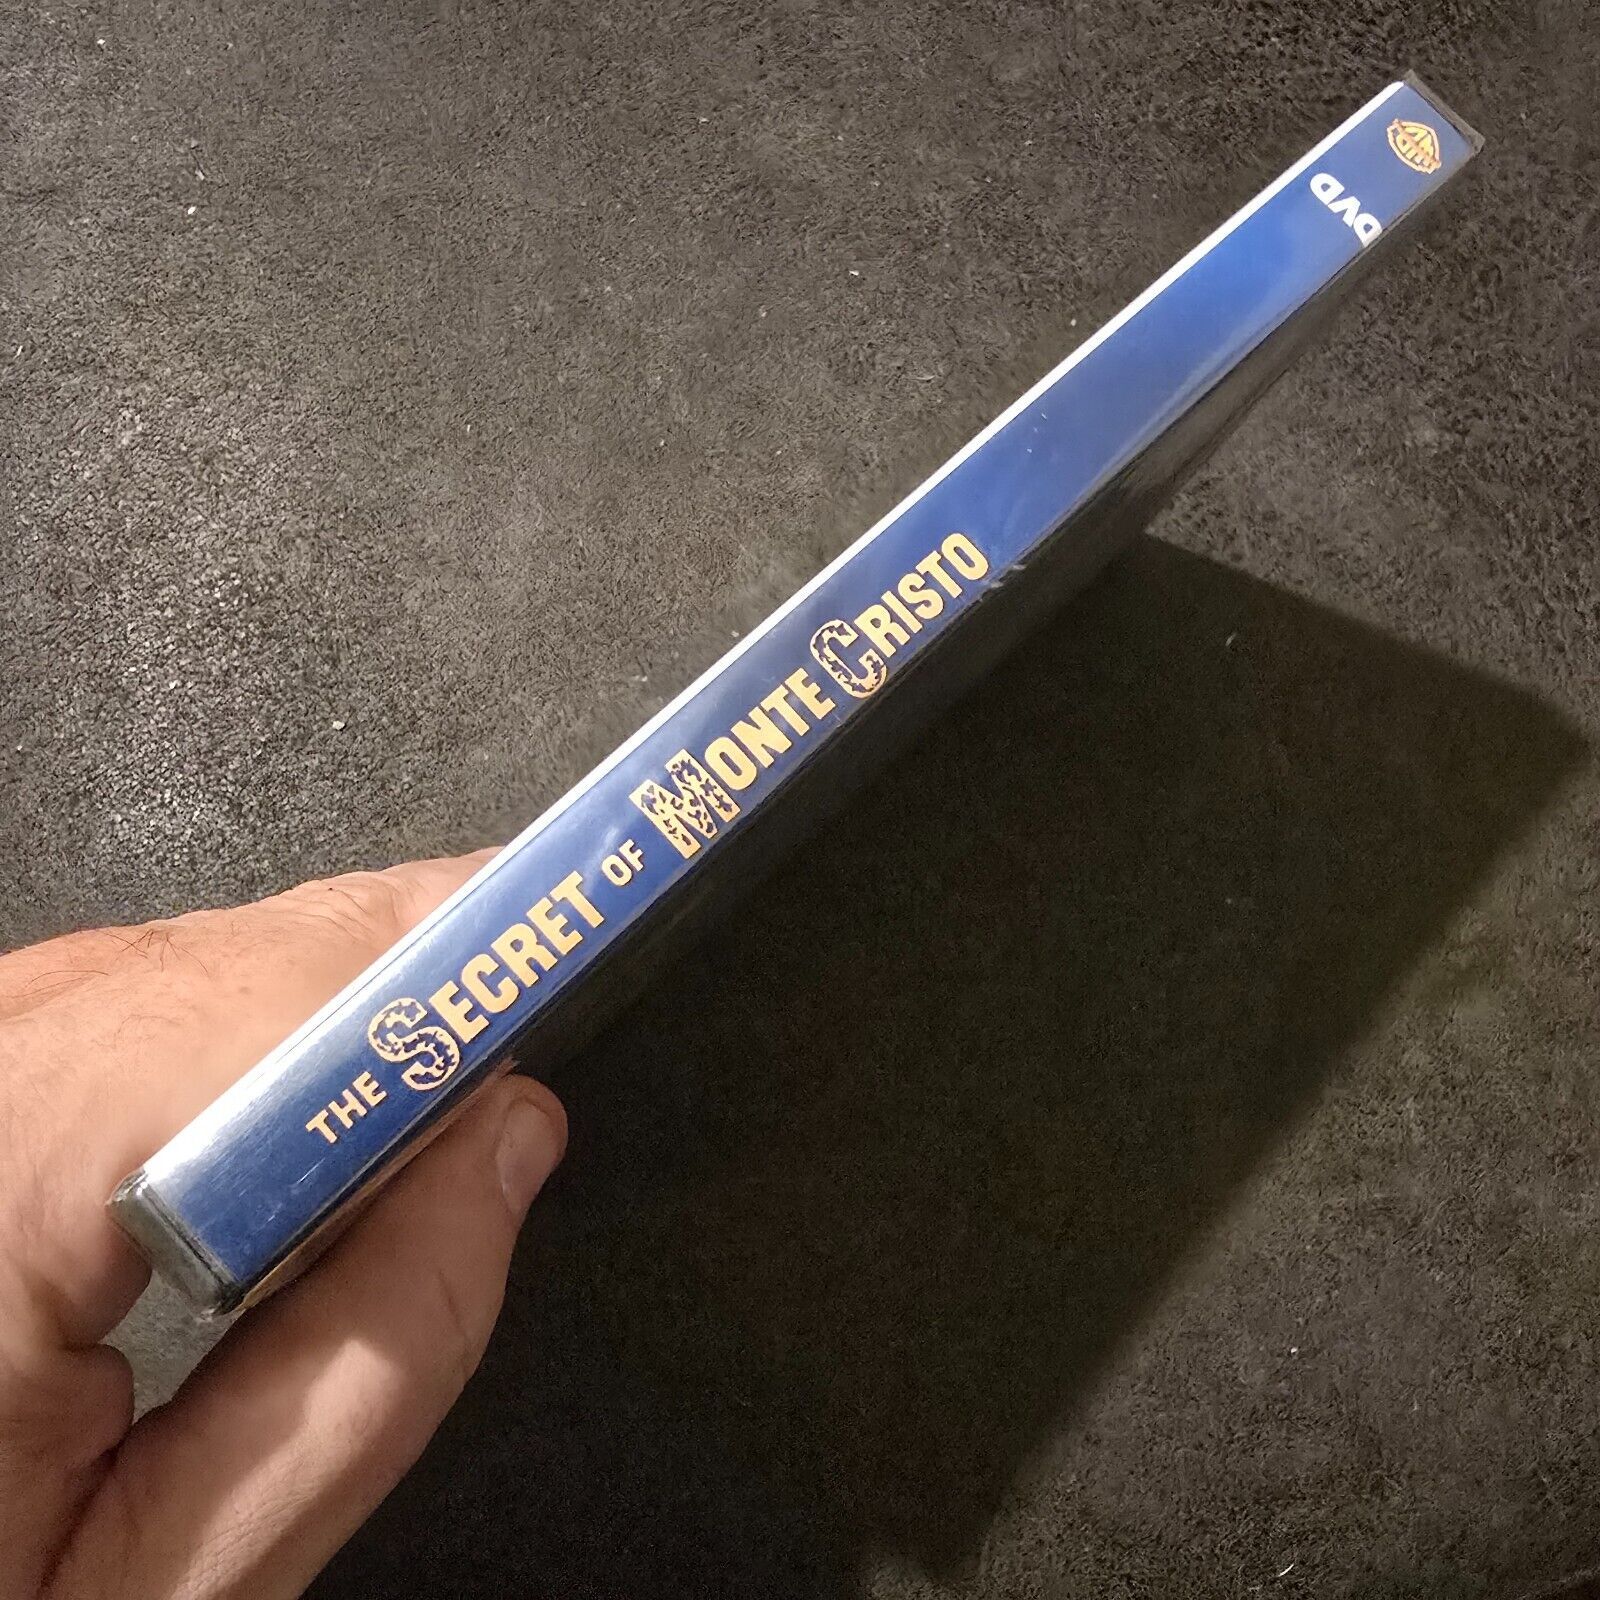 THE SECRET OF MONTE CRISTO
DVD